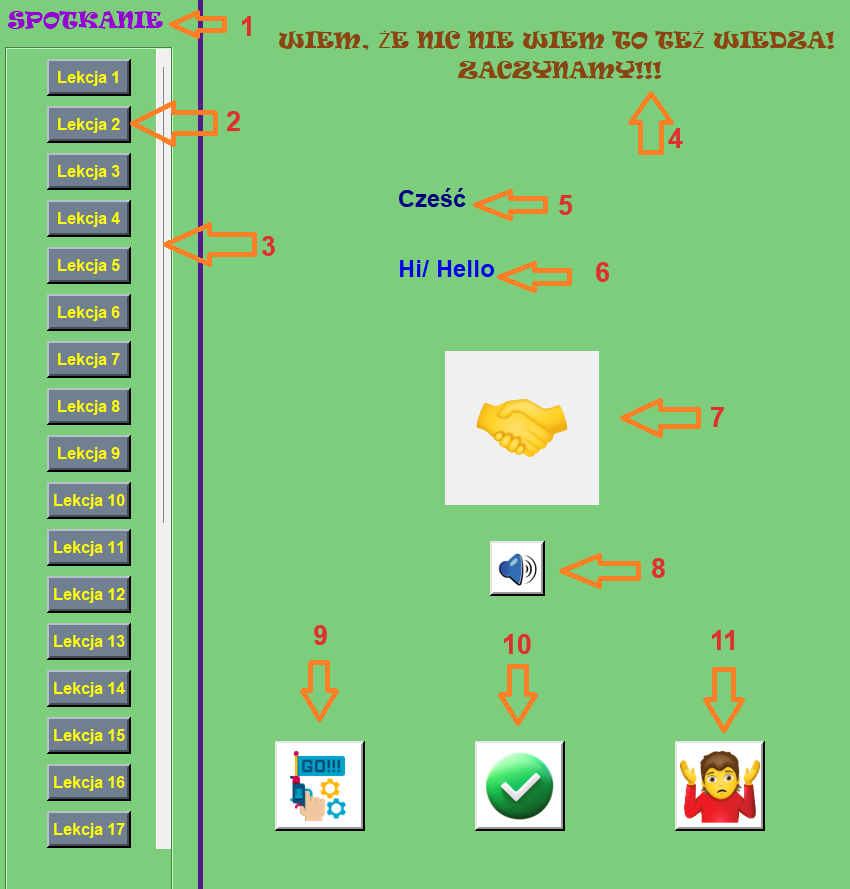 SPOTKANIE
1
WIEM, ŻE NIC NIE WIEM TO TEŻ WIEDZA!
ZACZYNAMY!!!
4
Lekcja 1
Lekcja 2
2
Lekcja 3
Lekcja 4
3
Lekcja 5
Lekcja 6
Lekcja 7
Lekcja 8
Lekcja 9
Lekcja 10
Lekcja 11
Lekcja 12
Lekcja 13
Lekcja 14
Lekcja 15
Lekcja 16
Lekcja 17
Cześć
5
Hi/ Hello
6
7
8
9
10
11
GO!!!